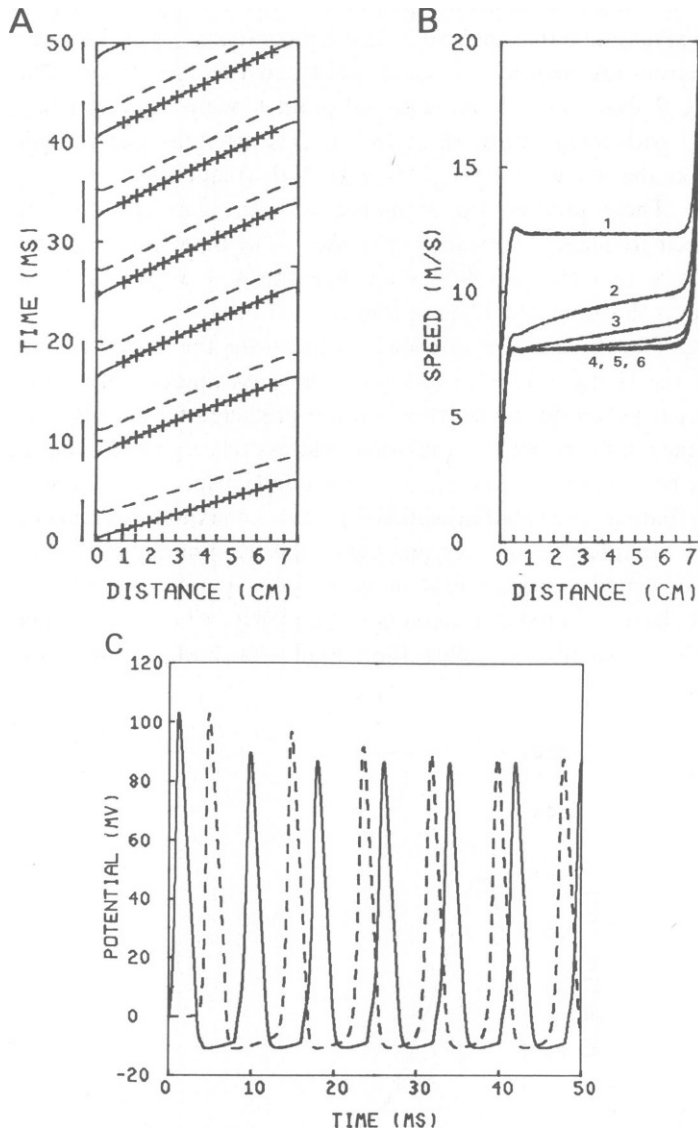 A
TIME (MS)
50
40
30
20
10
0
0 1 2 3 4 5 6 7
DISTANCE (CM)
B
SPEED (M/S)
20
15
10
5
0
1
2
3
4, 5, 6
0 1 2 3 4 5 6 7
DISTANCE (CM)
C
POTENTIAL (MV)
120
100
80
60
40
20
0
-20
0 10 20 30 40 50
TIME (MS)